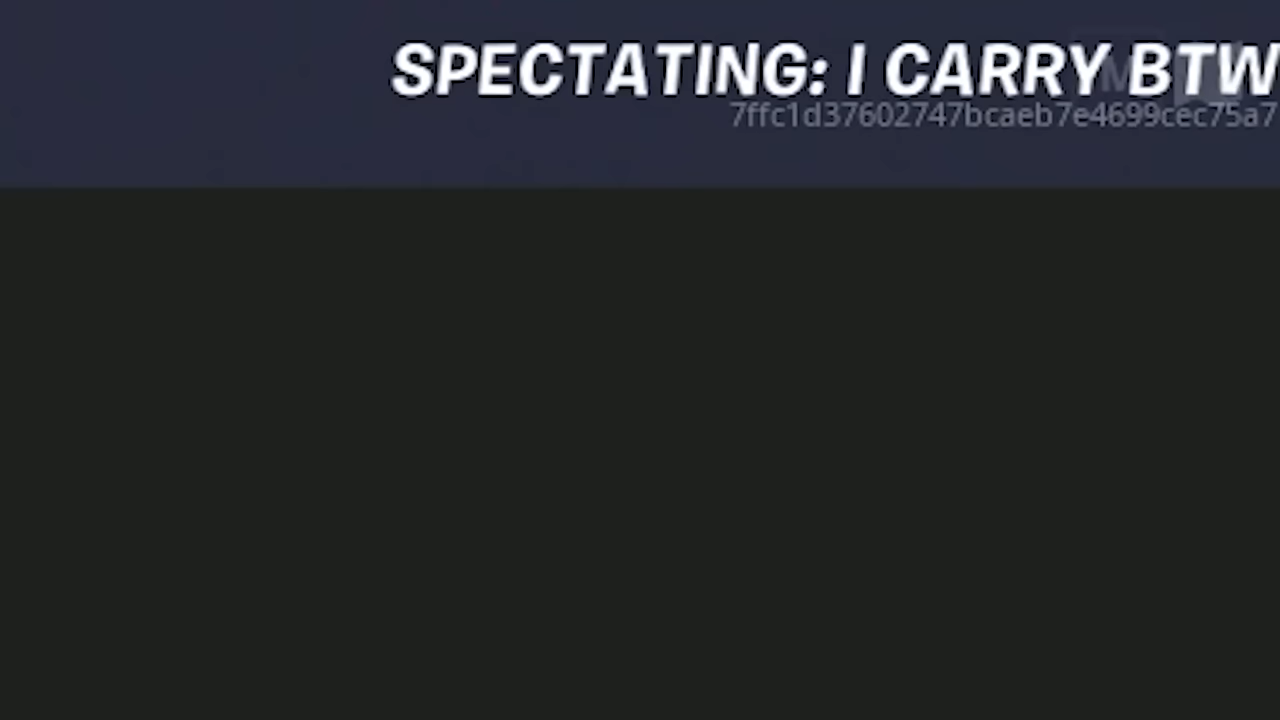 SPECTATING: I CARRY BTW
7ffc1d37602747bcaeb7e4699cec75a7